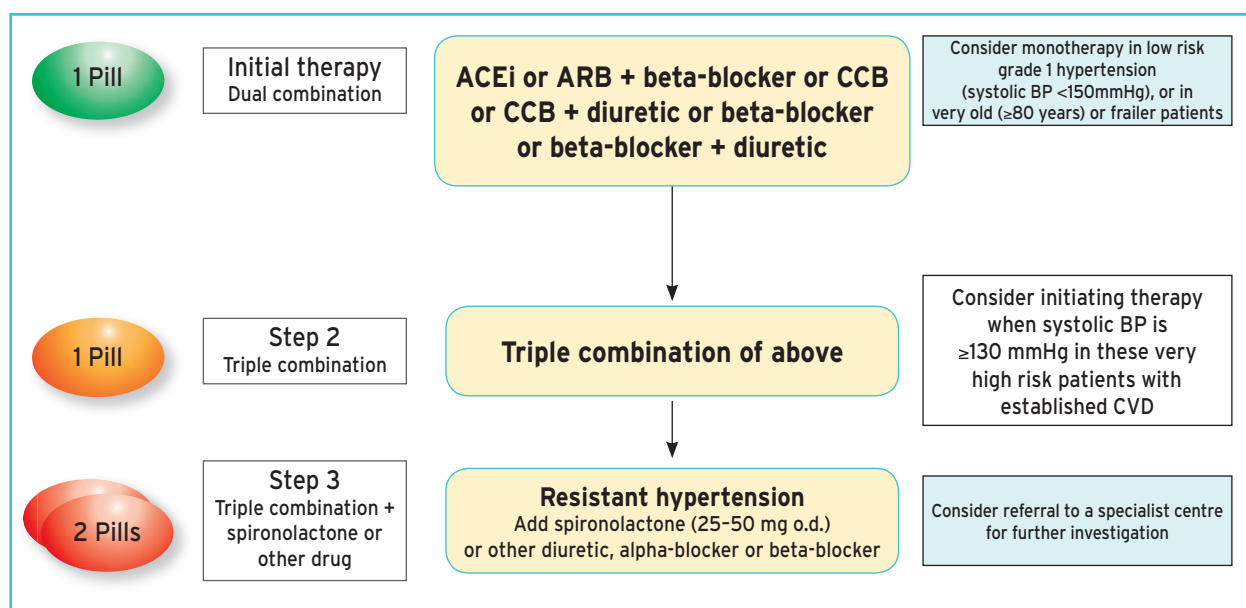 1 Pill
Initial therapy
Dual combination
ACEi or ARB + beta-blocker or CCB
or CCB + diuretic or beta-blocker
or beta-blocker + diuretic
Consider monotherapy in low risk
grade 1 hypertension
(systolic BP <150mmHg), or in
very old (≥80 years) or frailer patients
1 Pill
Step 2
Triple combination
Triple combination of above
Consider initiating therapy
when systolic BP is
≥130 mmHg in these very
high risk patients with
established CVD
2 Pills
Step 3
Triple combination +
spironolactone or
other drug
Resistant hypertension
Add spironolactone (25–50 mg o.d.)
or other diuretic, alpha-blocker or beta-blocker
Consider referral to a specialist centre
for further investigation